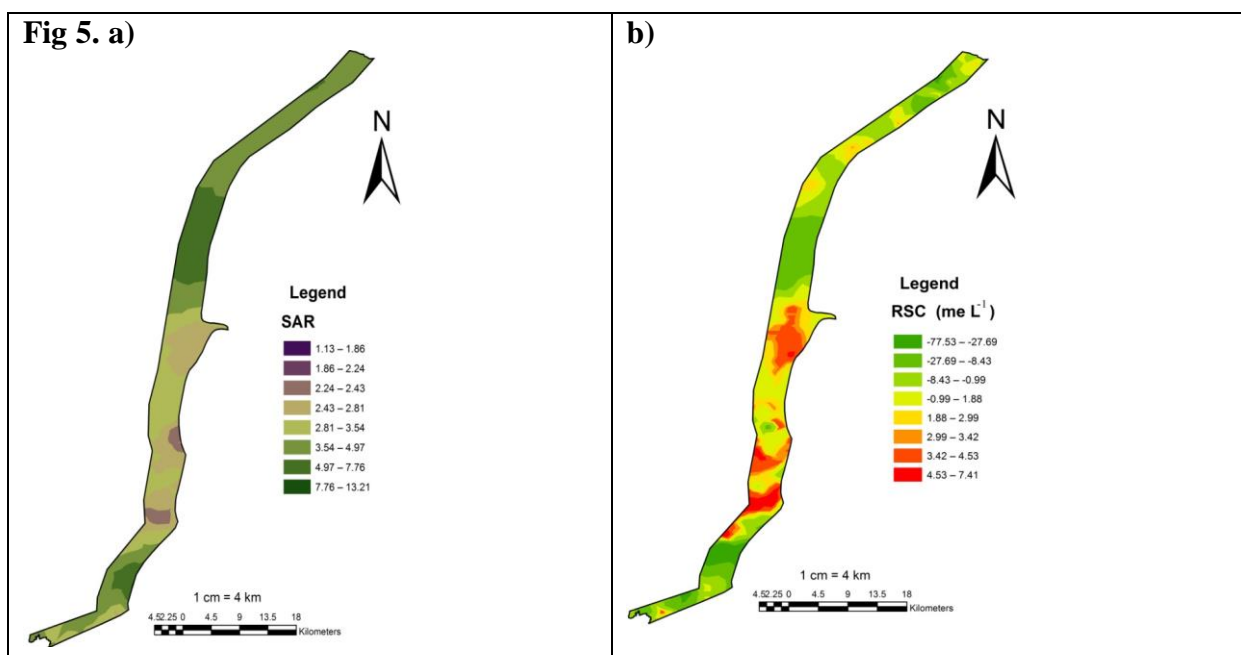 Fig 5. a)
N
Legend
SAR
1.13 – 1.86
1.86 – 2.24
2.24 – 2.43
2.43 – 2.81
2.81 – 3.54
3.54 – 4.97
4.97 – 7.76
7.76 – 13.21
1 cm = 4 km
4.52.25 0 4.5 9 13.5 18
Kilometers
b)
N
Legend
RSC (me L⁻¹)
-77.53 – -27.69
-27.69 – -8.43
-8.43 – -0.99
-0.99 – 1.88
1.88 – 2.99
2.99 – 3.42
3.42 – 4.53
4.53 – 7.41
1 cm = 4 km
4.52.25 0 4.5 9 13.5 18
Kilometers